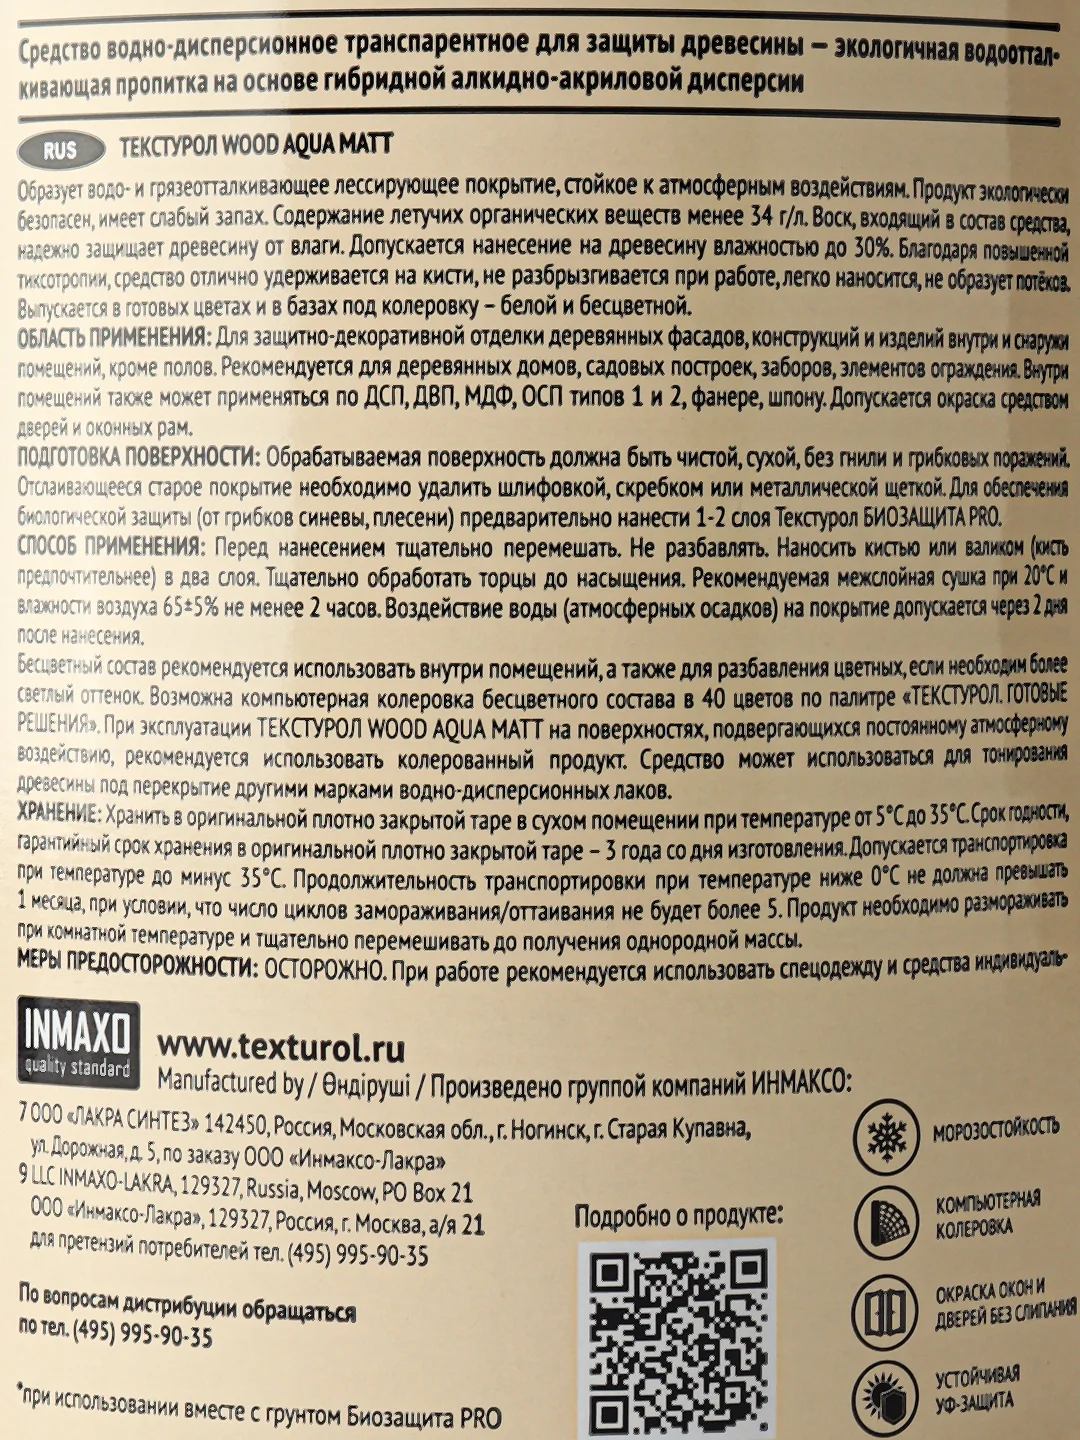 Средство водно-дисперсионное транспарентное для защиты древесины – экологичная водооттал-
кивающая пропитка на основе гибридной алкидно-акриловой дисперсии
RUS ТЕКСТУРОЛ WOOD AQUA MATT
Образует водо- и грязеотталкивающее лессирующее покрытие, стойкое к атмосферным воздействиям. Продукт экологически
безопасен, имеет слабый запах. Содержание летучих органических веществ менее 34 г/л. Воск, входящий в состав средства,
надежно защищает древесину от влаги. Допускается нанесение на древесину влажностью до 30%. Благодаря повышенной
тиксотропии, средство отлично удерживается на кисти, не разбрызгивается при работе, легко наносится, не образует потёков.
Выпускается в готовых цветах и в базах под колеровку – белой и бесцветной.
ОБЛАСТЬ ПРИМЕНЕНИЯ: Для защитно-декоративной отделки деревянных фасадов, конструкций и изделий внутри и снаружи
помещений, кроме полов. Рекомендуется для деревянных домов, садовых построек, заборов, элементов ограждения. Внутри
помещений также может применяться по ДСП, ДВП, МДФ, ОСП типов 1 и 2, фанере, шпону. Допускается окраска средством
дверей и оконных рам.
ПОДГОТОВКА ПОВЕРХНОСТИ: Обрабатываемая поверхность должна быть чистой, сухой, без гнили и грибковых поражений.
Отслаивающееся старое покрытие необходимо удалить шлифовкой, скребком или металлической щеткой. Для обеспечения
биологической защиты (от грибков синевы, плесени) предварительно нанести 1-2 слоя Текстурол БИОЗАЩИТА PRO.
СПОСОБ ПРИМЕНЕНИЯ: Перед нанесением тщательно перемешать. Не разбавлять. Наносить кистью или валиком (кисть
предпочтительнее) в два слоя. Тщательно обработать торцы до насыщения. Рекомендуемая межслойная сушка при 20°С и
влажности воздуха 65±5% не менее 2 часов. Воздействие воды (атмосферных осадков) на покрытие допускается через 2 дня
после нанесения.
Бесцветный состав рекомендуется использовать внутри помещений, а также для разбавления цветных, если необходим более
светлый оттенок. Возможна компьютерная колеровка бесцветного состава в 40 цветов по палитре «ТЕКСТУРОЛ. ГОТОВЫЕ
РЕШЕНИЯ». При эксплуатации ТЕКСТУРОЛ WOOD AQUA MATT на поверхностях, подвергающихся постоянному атмосферному
воздействию, рекомендуется использовать колерованный продукт. Средство может использоваться для тонирования
древесины под перекрытие другими марками водно-дисперсионных лаков.
ХРАНЕНИЕ: Хранить в оригинальной плотно закрытой таре в сухом помещении при температуре от 5°С до 35°С. Срок годности,
гарантийный срок хранения в оригинальной плотно закрытой таре – 3 года со дня изготовления. Допускается транспортировка
при температуре до минус 35°С. Продолжительность транспортировки при температуре ниже 0°С не должна превышать
1 месяца, при условии, что число циклов замораживания/оттаивания не будет более 5. Продукт необходимо размораживать
при комнатной температуре и тщательно перемешивать до получения однородной массы.
МЕРЫ ПРЕДОСТОРОЖНОСТИ: ОСТОРОЖНО. При работе рекомендуется использовать спецодежду и средства индивидуаль-
INMAXO
quality standard
www.texturol.ru
Manufactured by / Өндіруші / Произведено группой компаний ИНМАКСО:
7 ООО «ЛАКРА СИНТЕЗ» 142450, Россия, Московская обл., г. Ногинск, г. Старая Купавна,
ул. Дорожная, д. 5, по заказу ООО «Инмаксо-Лакра»
9 LLC INMAXO-LAKRA, 129327, Russia, Moscow, PO Box 21
ООО «Инмаксо-Лакра», 129327, Россия, г. Москва, а/я 21
для претензий потребителей тел. (495) 995-90-35
По вопросам дистрибуции обращаться
по тел. (495) 995-90-35
*при использовании вместе с грунтом Биозащита PRO
Подробно о продукте:
МОРОЗОСТОЙКОСТЬ
КОМПЬЮТЕРНАЯ
КОЛЕРОВКА
ОКРАСКА ОКОН И
ДВЕРЕЙ БЕЗ СЛИПАНИЯ
УСТОЙЧИВАЯ
УФ-ЗАЩИТА